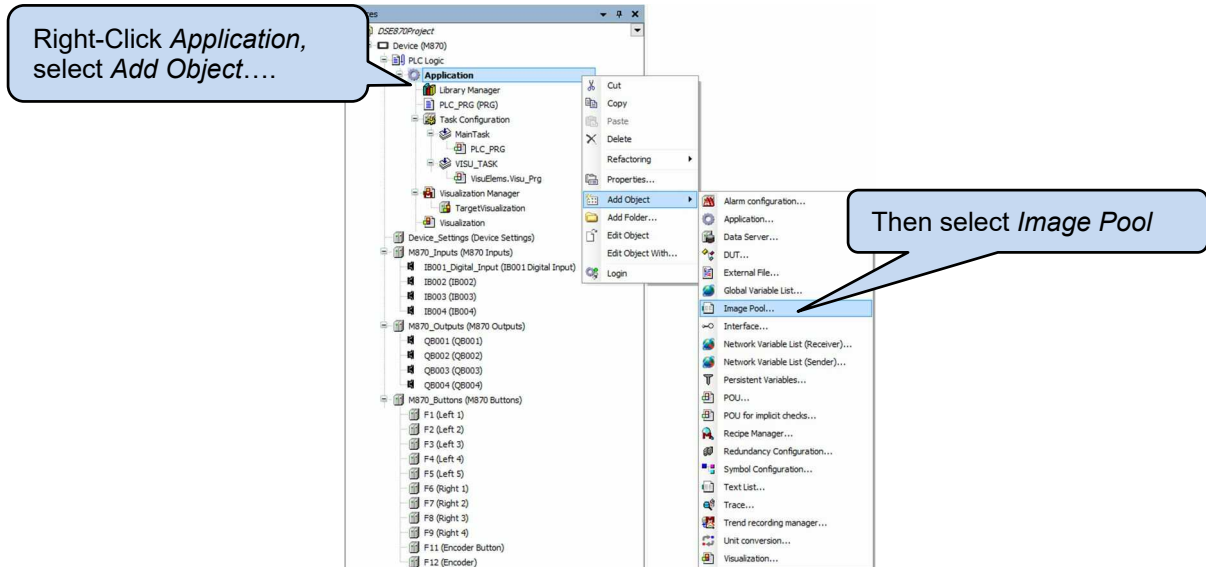 Right-Click Application,
select Add Object….
DSE870Project
Device (M870)
PLC Logic
Application
Library Manager
PLC_PRG (PRG)
Task Configuration
MainTask
PLC_PRG
VISU_TASK
VisuElems.Visu_Prg
Visualization Manager
TargetVisualization
Visualization
Device_Settings (Device Settings)
M870_Inputs (M870 Inputs)
IB001_Digital_Input (IB001 Digital Input)
IB002 (IB002)
IB003 (IB003)
IB004 (IB004)
M870_Outputs (M870 Outputs)
QB001 (QB001)
QB002 (QB002)
QB003 (QB003)
QB004 (QB004)
M870_Buttons (M870 Buttons)
F1 (Left 1)
F2 (Left 2)
F3 (Left 3)
F4 (Left 4)
F5 (Left 5)
F6 (Right 1)
F7 (Right 2)
F8 (Right 3)
F9 (Right 4)
F11 (Encoder Button)
F12 (Encoder)
Cut
Copy
Paste
Delete
Refactoring
Properties...
Add Object
Add Folder...
Edit Object
Edit Object With...
Login
Then select Image Pool
Alarm configuration...
Application...
Data Server...
DUT...
External File...
Global Variable List...
Image Pool...
Interface...
Network Variable List (Receiver)...
Network Variable List (Sender)...
Persistent Variables...
POU...
POU for implicit checks...
Recipe Manager...
Redundancy Configuration...
Symbol Configuration...
Text List...
Trace...
Trend recording manager...
Unit conversion...
Visualization...